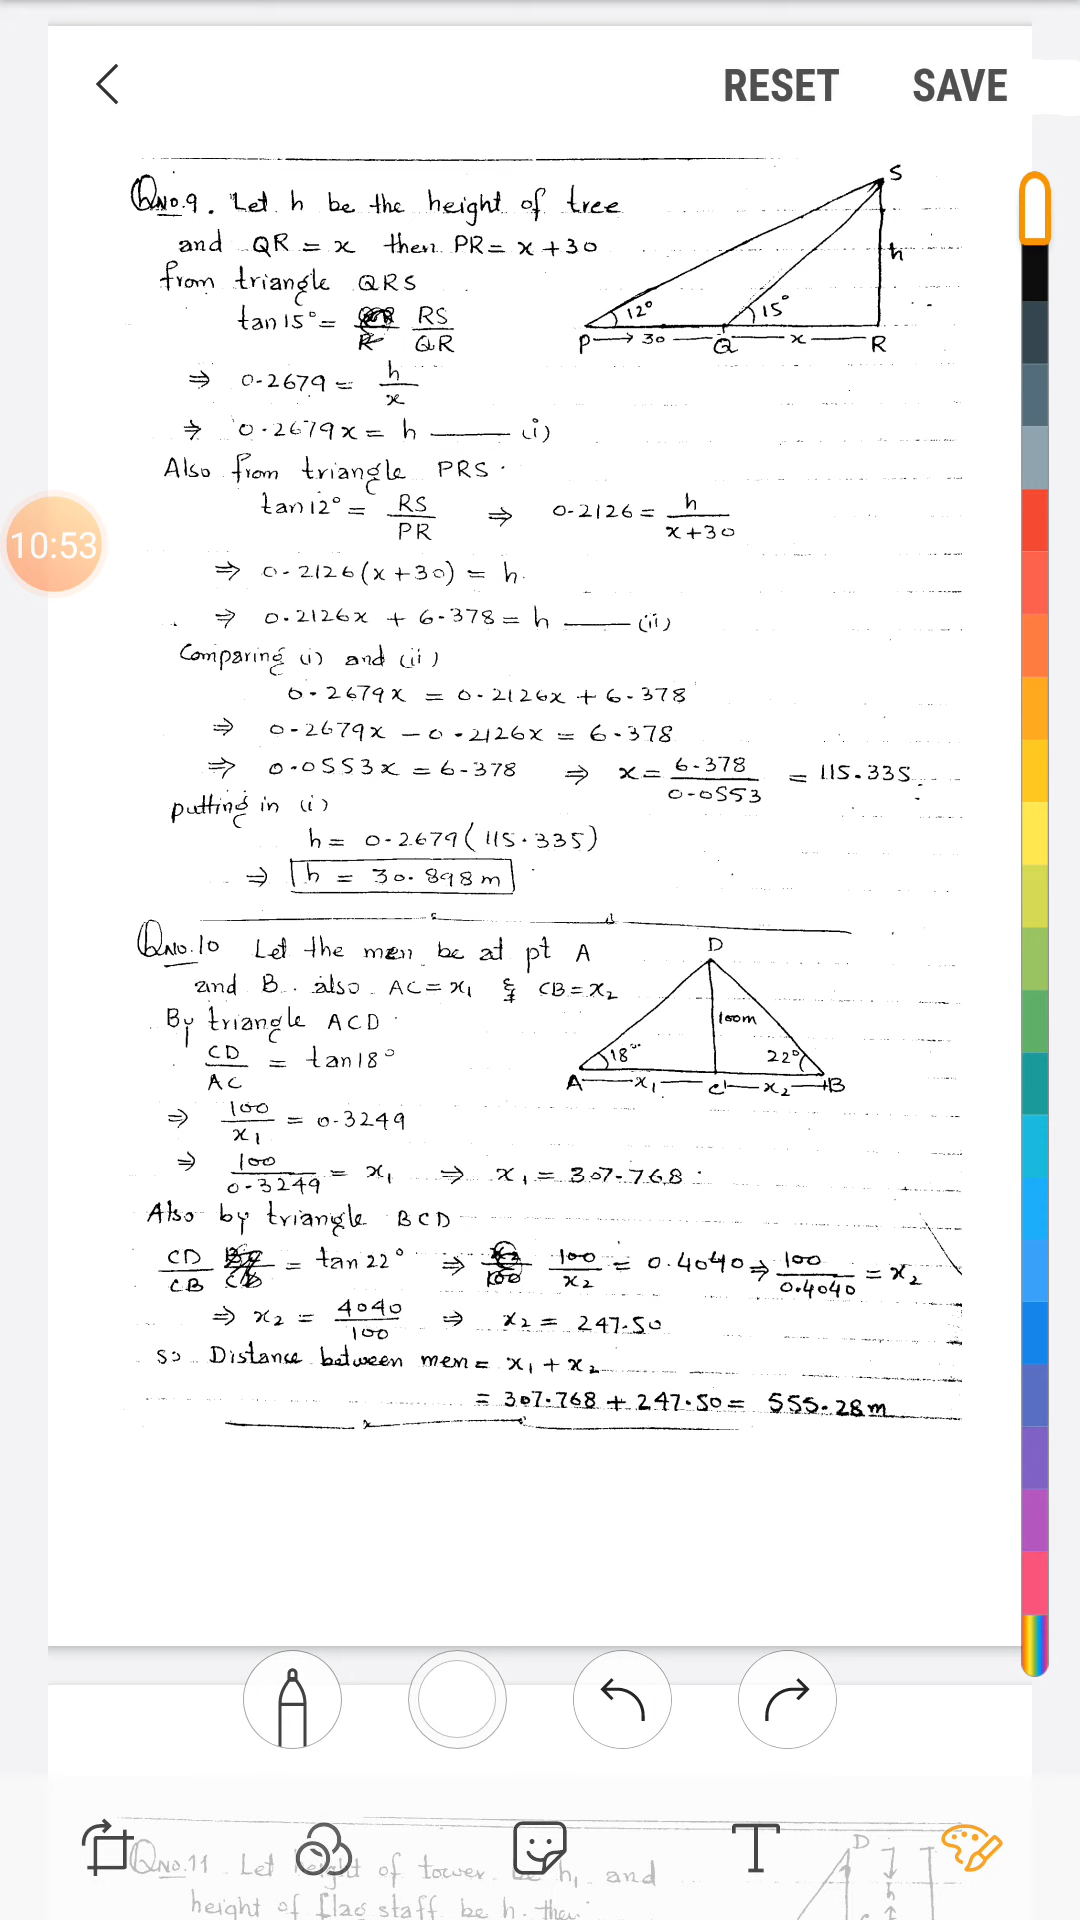 RESET SAVE
QNO.9. Let h be the height of tree
and QR = x then PR = x + 30
from triangle QRS
tan 15° = RS/QR
⇒ 0.2679 = h/x
⇒ 0.2679x = h ——— (i)
Also from triangle PRS.
tan 12° = RS/PR ⇒ 0.2126 = h/(x+30)
⇒ 0.2126(x+30) = h.
⇒ 0.2126x + 6.378 = h ——— (ii)
Comparing (i) and (ii)
0.2679x = 0.2126x + 6.378
⇒ 0.2679x - 0.2126x = 6.378
⇒ 0.0553x = 6.378 ⇒ x = 6.378/0.0553 = 115.335
putting in (i)
h = 0.2679(115.335)
⇒ h = 30.898m
S
h
12° 15°
P 30 Q x R
10:53
QNO.10 Let the men be at pt A
and B. also AC = x₁ & CB = x₂
By triangle ACD
CD/AC = tan 18°
⇒ 100/x₁ = 0.3249
⇒ 100/0.3249 = x₁ ⇒ x₁ = 307.768
Also by triangle BCD
CD/CB = tan 22° ⇒ 100/x₂ = 0.4040 ⇒ 100/0.4040 = x₂
⇒ x₂ = 4040/100 ⇒ x₂ = 247.50
so Distance between men = x₁ + x₂
= 307.768 + 247.50 = 555.28m
D
100m
18° 22°
A x₁ C x₂ B
QNO.11 Let height of tower be h₁ and
height of flag staff be h. then
D
h
T